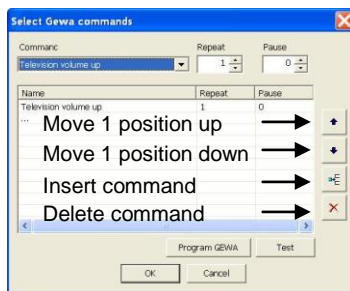 Select Gewa commands
Command Repeat Pause
Television volume up 1 0
Name Repeat Pause
Television volume up 1 0
...
Move 1 position up
Move 1 position down
Insert command
Delete command
Program GEWA Test
OK Cancel